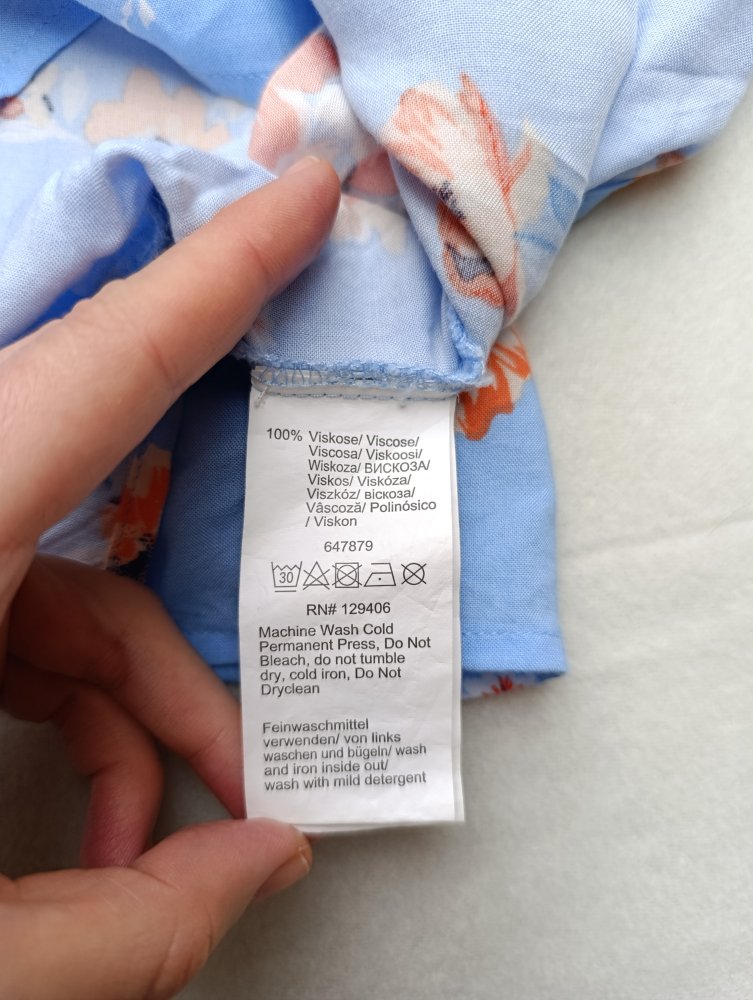 100% Viskose/ Viscose/
Viscosa/ Viskoosi/
Wiskoza/ ВИСКОЗА/
Viskos/ Viskóza/
Viszkóz/ віскоза/
Vâscoză/ Polinósico
/ Viskon
647879
30
RN# 129406
Machine Wash Cold
Permanent Press, Do Not
Bleach, do not tumble
dry, cold iron, Do Not
Dryclean
Feinwaschmittel
verwenden/ von links
waschen und bügeln/ wash
and iron inside out/
wash with mild detergent